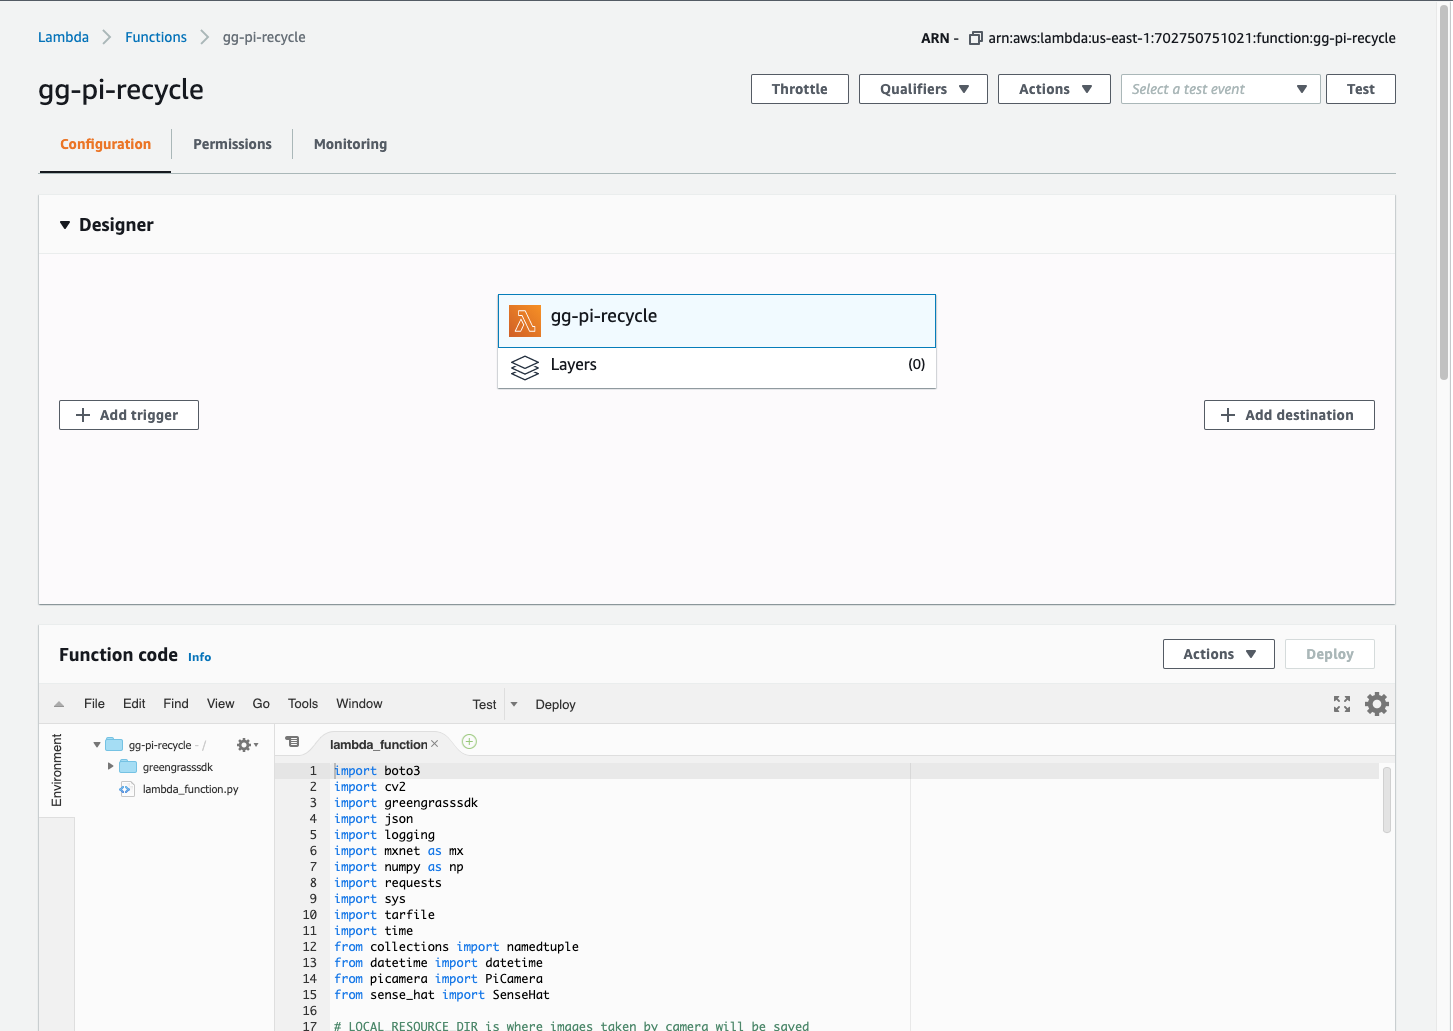 Lambda > Functions > gg-pi-recycle
ARN - arn:aws:lambda:us-east-1:702750751021:function:gg-pi-recycle
gg-pi-recycle
Throttle Qualifiers Actions Select a test event Test
Configuration Permissions Monitoring
Designer
gg-pi-recycle
Layers (0)
Add trigger
Add destination
Function code Info
Actions Deploy
File Edit Find View Go Tools Window Test Deploy
Environment
gg-pi-recycle - /
greengrasssdk
lambda_function.py
lambda_function
1 import boto3
2 import cv2
3 import greengrasssdk
4 import json
5 import logging
6 import mxnet as mx
7 import numpy as np
8 import requests
9 import sys
10 import tarfile
11 import time
12 from collections import namedtuple
13 from datetime import datetime
14 from picamera import PiCamera
15 from sense_hat import SenseHat
16
17 # LOCAL_RESOURCE_DIR is where images taken by camera will be saved